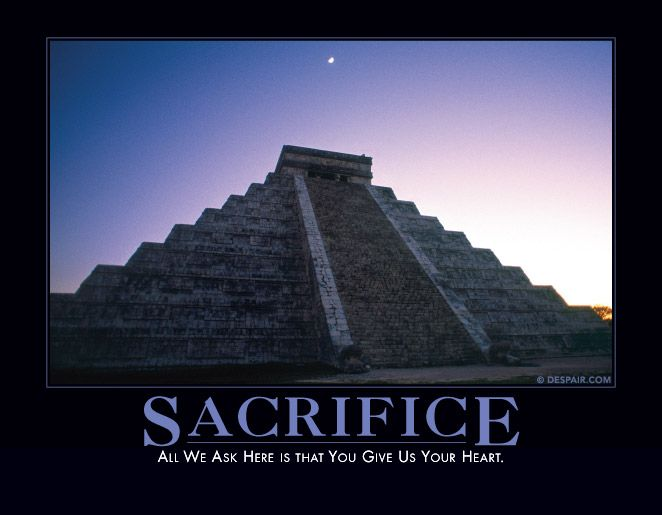 © DESPAIR.COM
SACRIFICE
ALL WE ASK HERE IS THAT YOU GIVE US YOUR HEART.